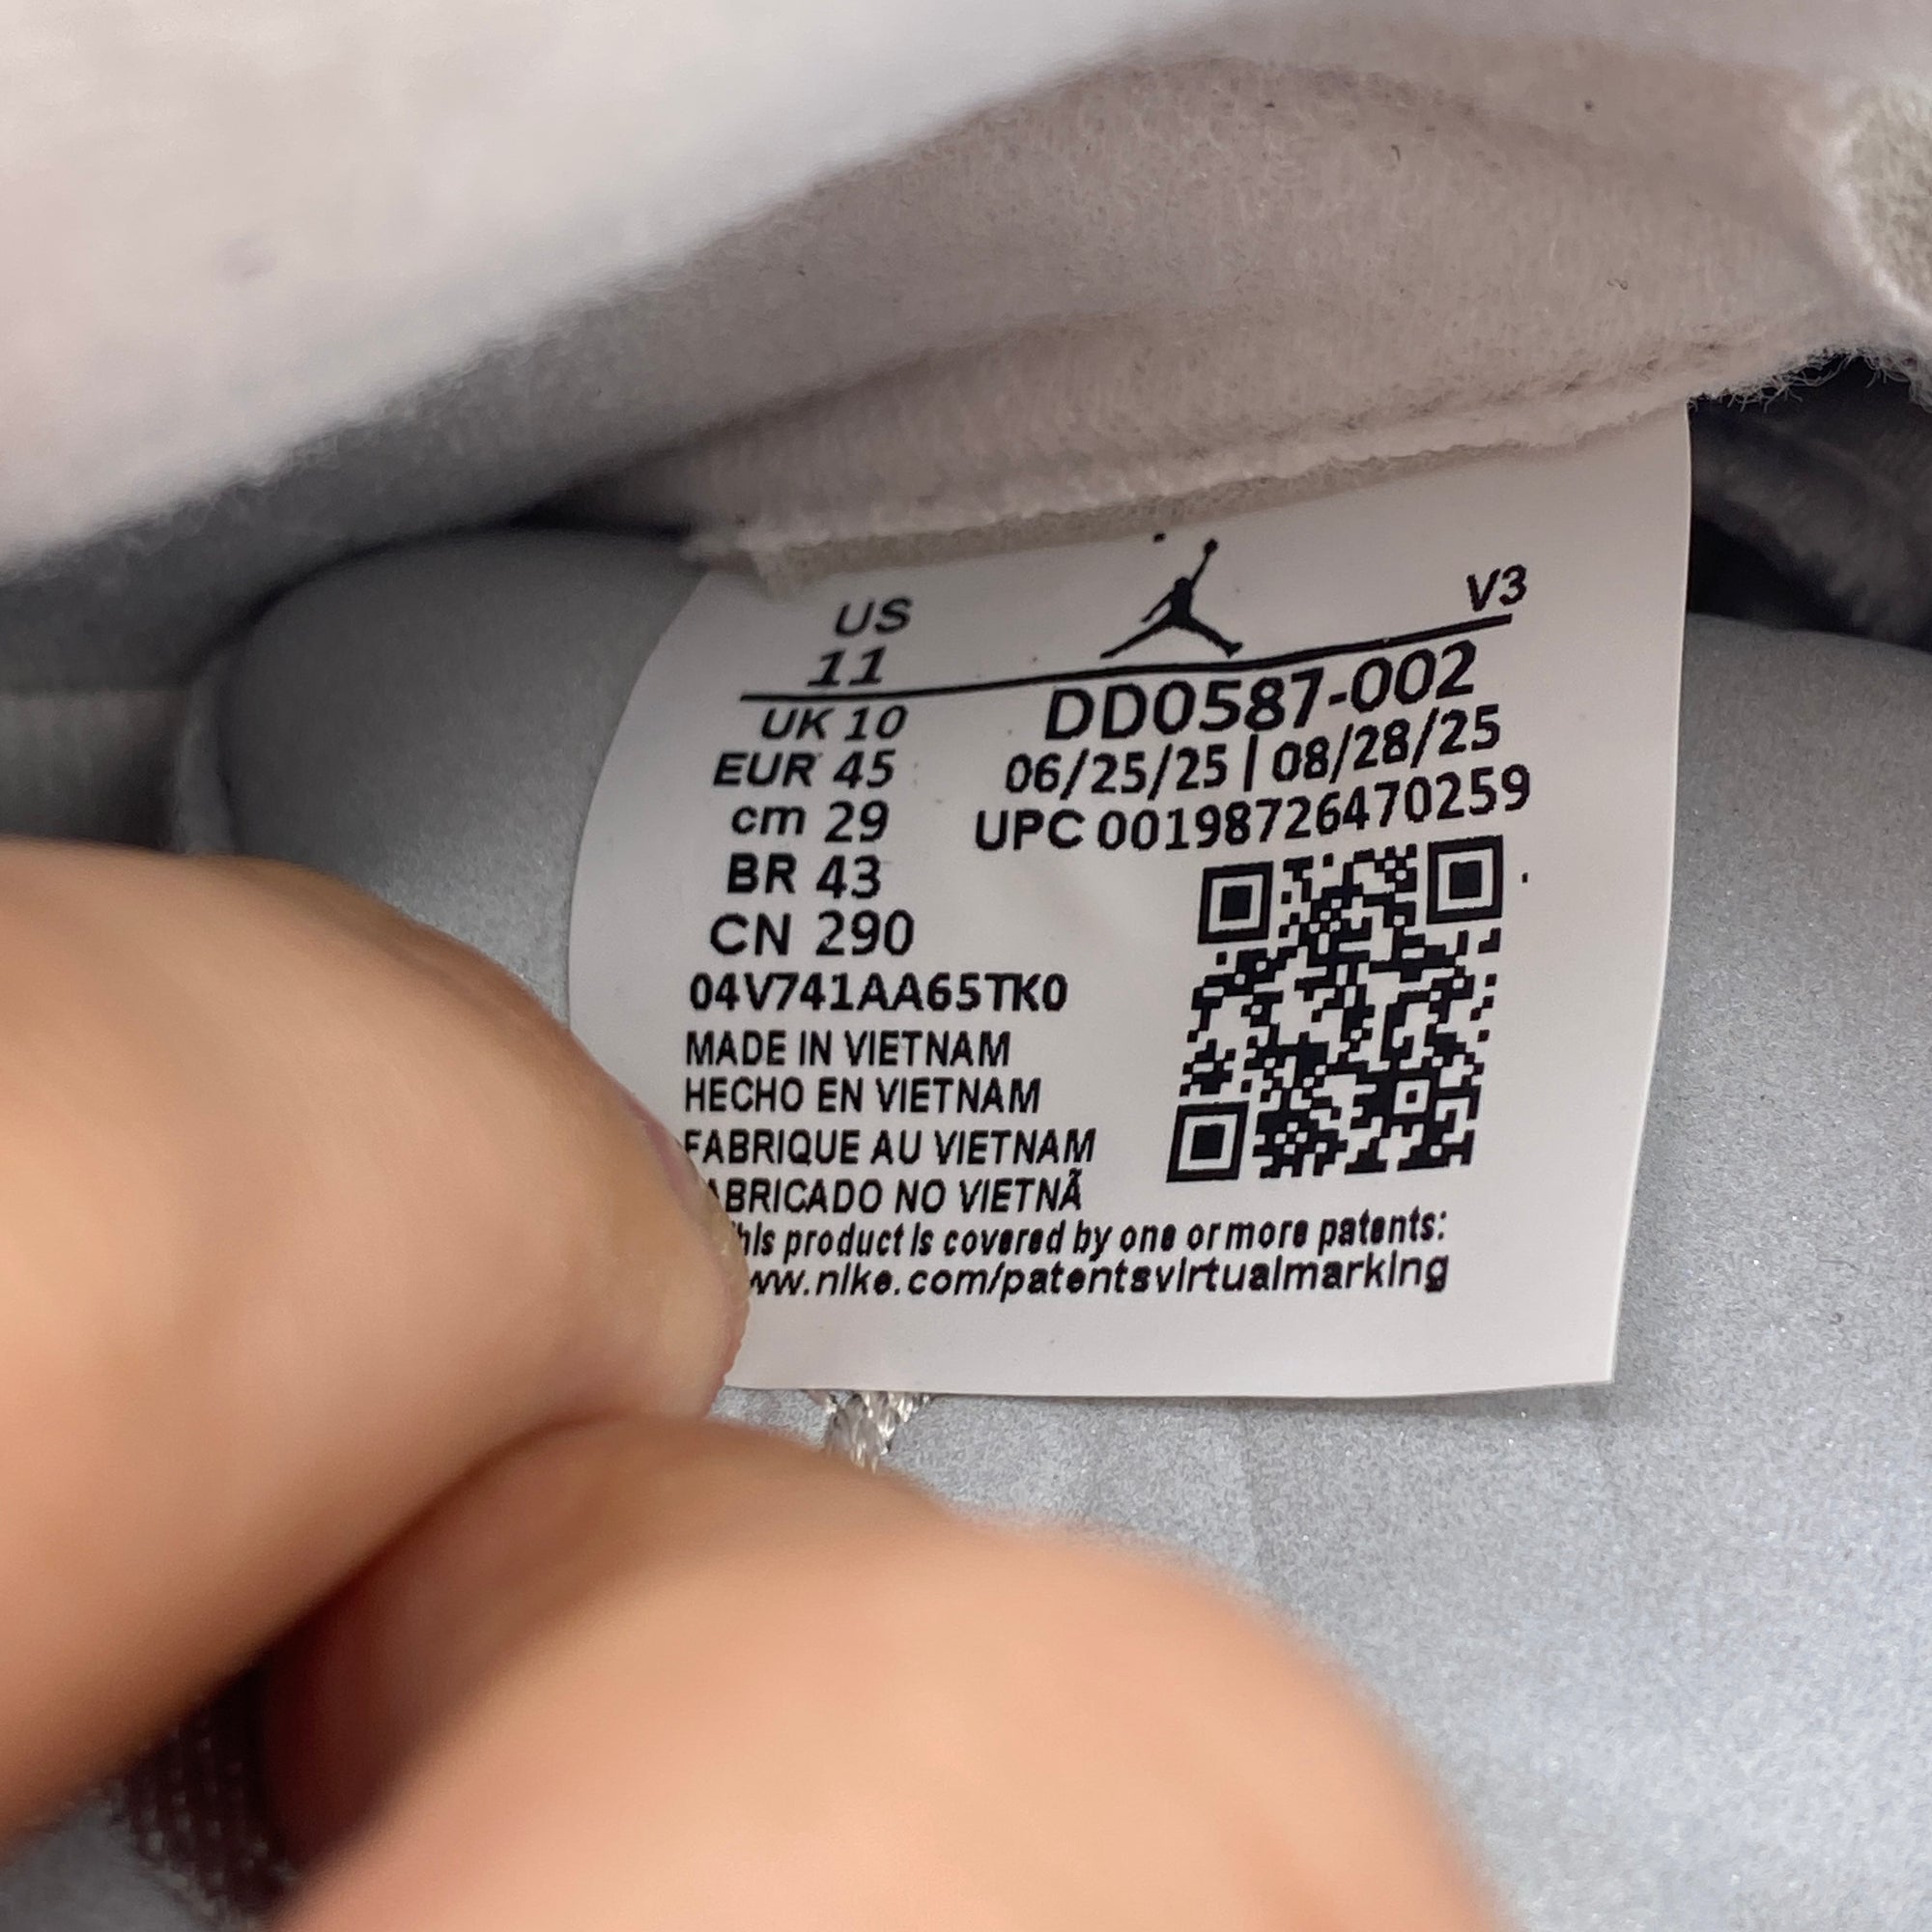 US
11
V3
UK 10
EUR 45
cm 29
BR 43
CN 290
DD0587-002
06/25/25 | 08/28/25
UPC 00198726470259
04V741AA65TK0
MADE IN VIETNAM
HECHO EN VIETNAM
FABRIQUE AU VIETNAM
ABRICADO NO VIETNÃ
his product is covered by one or more patents:
ww.nike.com/patentsvirtualmarking